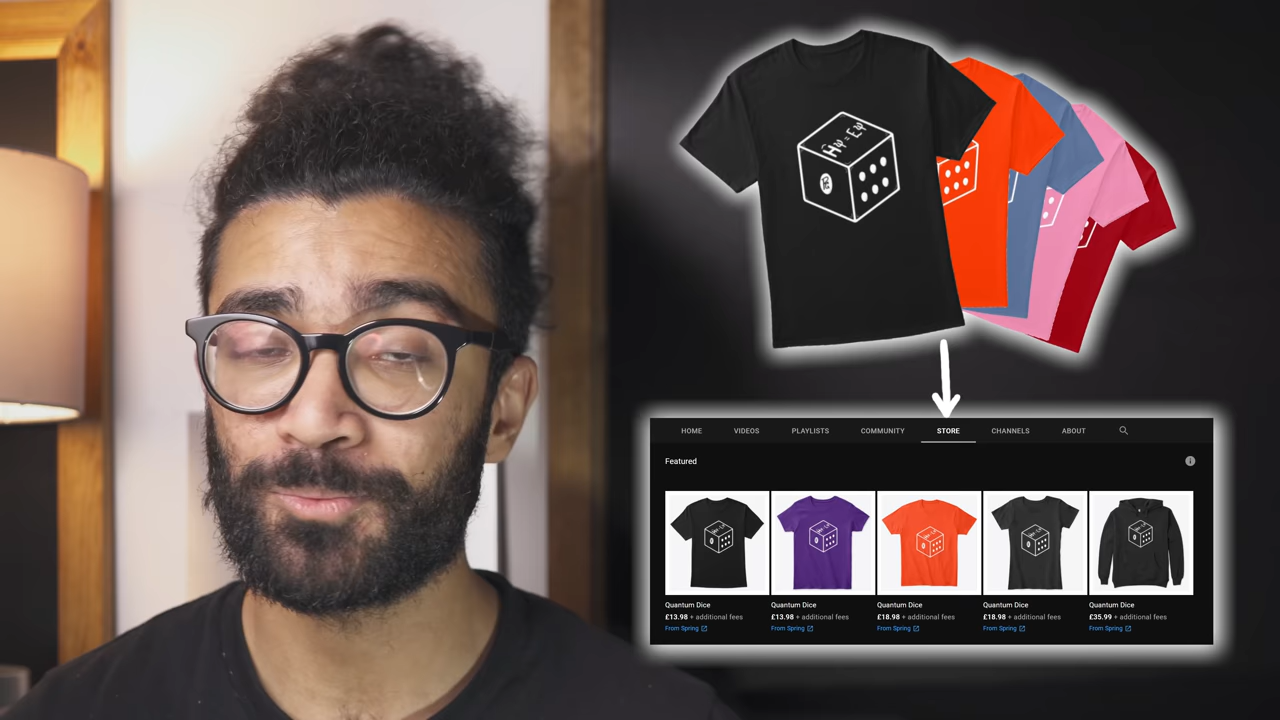 Ĥψ = Eψ
HOME VIDEOS PLAYLISTS COMMUNITY STORE CHANNELS ABOUT
Featured
Quantum Dice Quantum Dice Quantum Dice Quantum Dice Quantum Dice
£13.98 + additional fees £13.98 + additional fees £18.98 + additional fees £18.98 + additional fees £35.99 + additional fees
From Spring From Spring From Spring From Spring From Spring